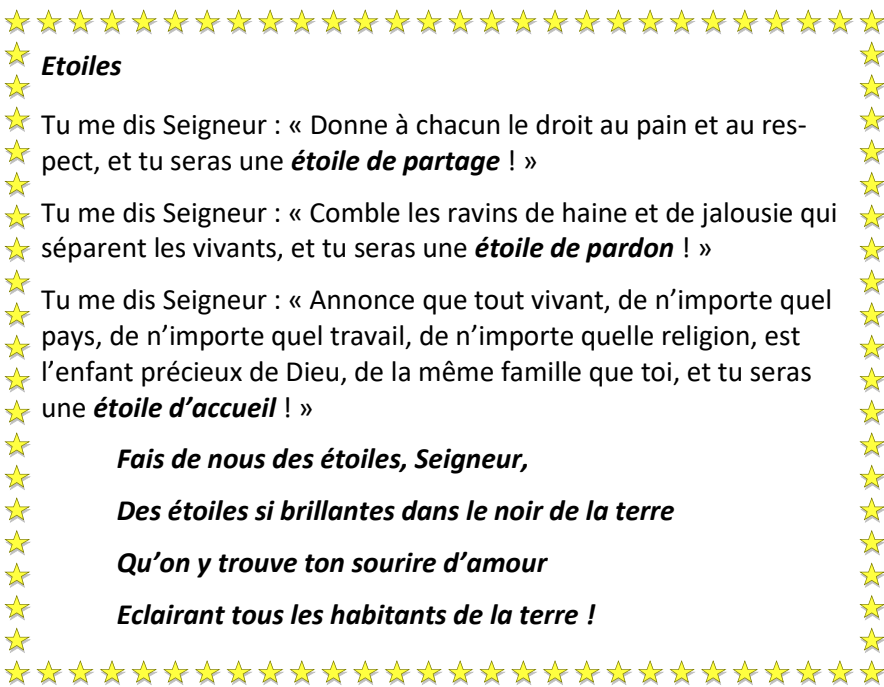 Etoiles
Tu me dis Seigneur : « Donne à chacun le droit au pain et au res-
pect, et tu seras une étoile de partage ! »
Tu me dis Seigneur : « Comble les ravins de haine et de jalousie qui
séparent les vivants, et tu seras une étoile de pardon ! »
Tu me dis Seigneur : « Annonce que tout vivant, de n’importe quel
pays, de n’importe quel travail, de n’importe quelle religion, est
l’enfant précieux de Dieu, de la même famille que toi, et tu seras
une étoile d’accueil ! »
Fais de nous des étoiles, Seigneur,
Des étoiles si brillantes dans le noir de la terre
Qu’on y trouve ton sourire d’amour
Eclairant tous les habitants de la terre !